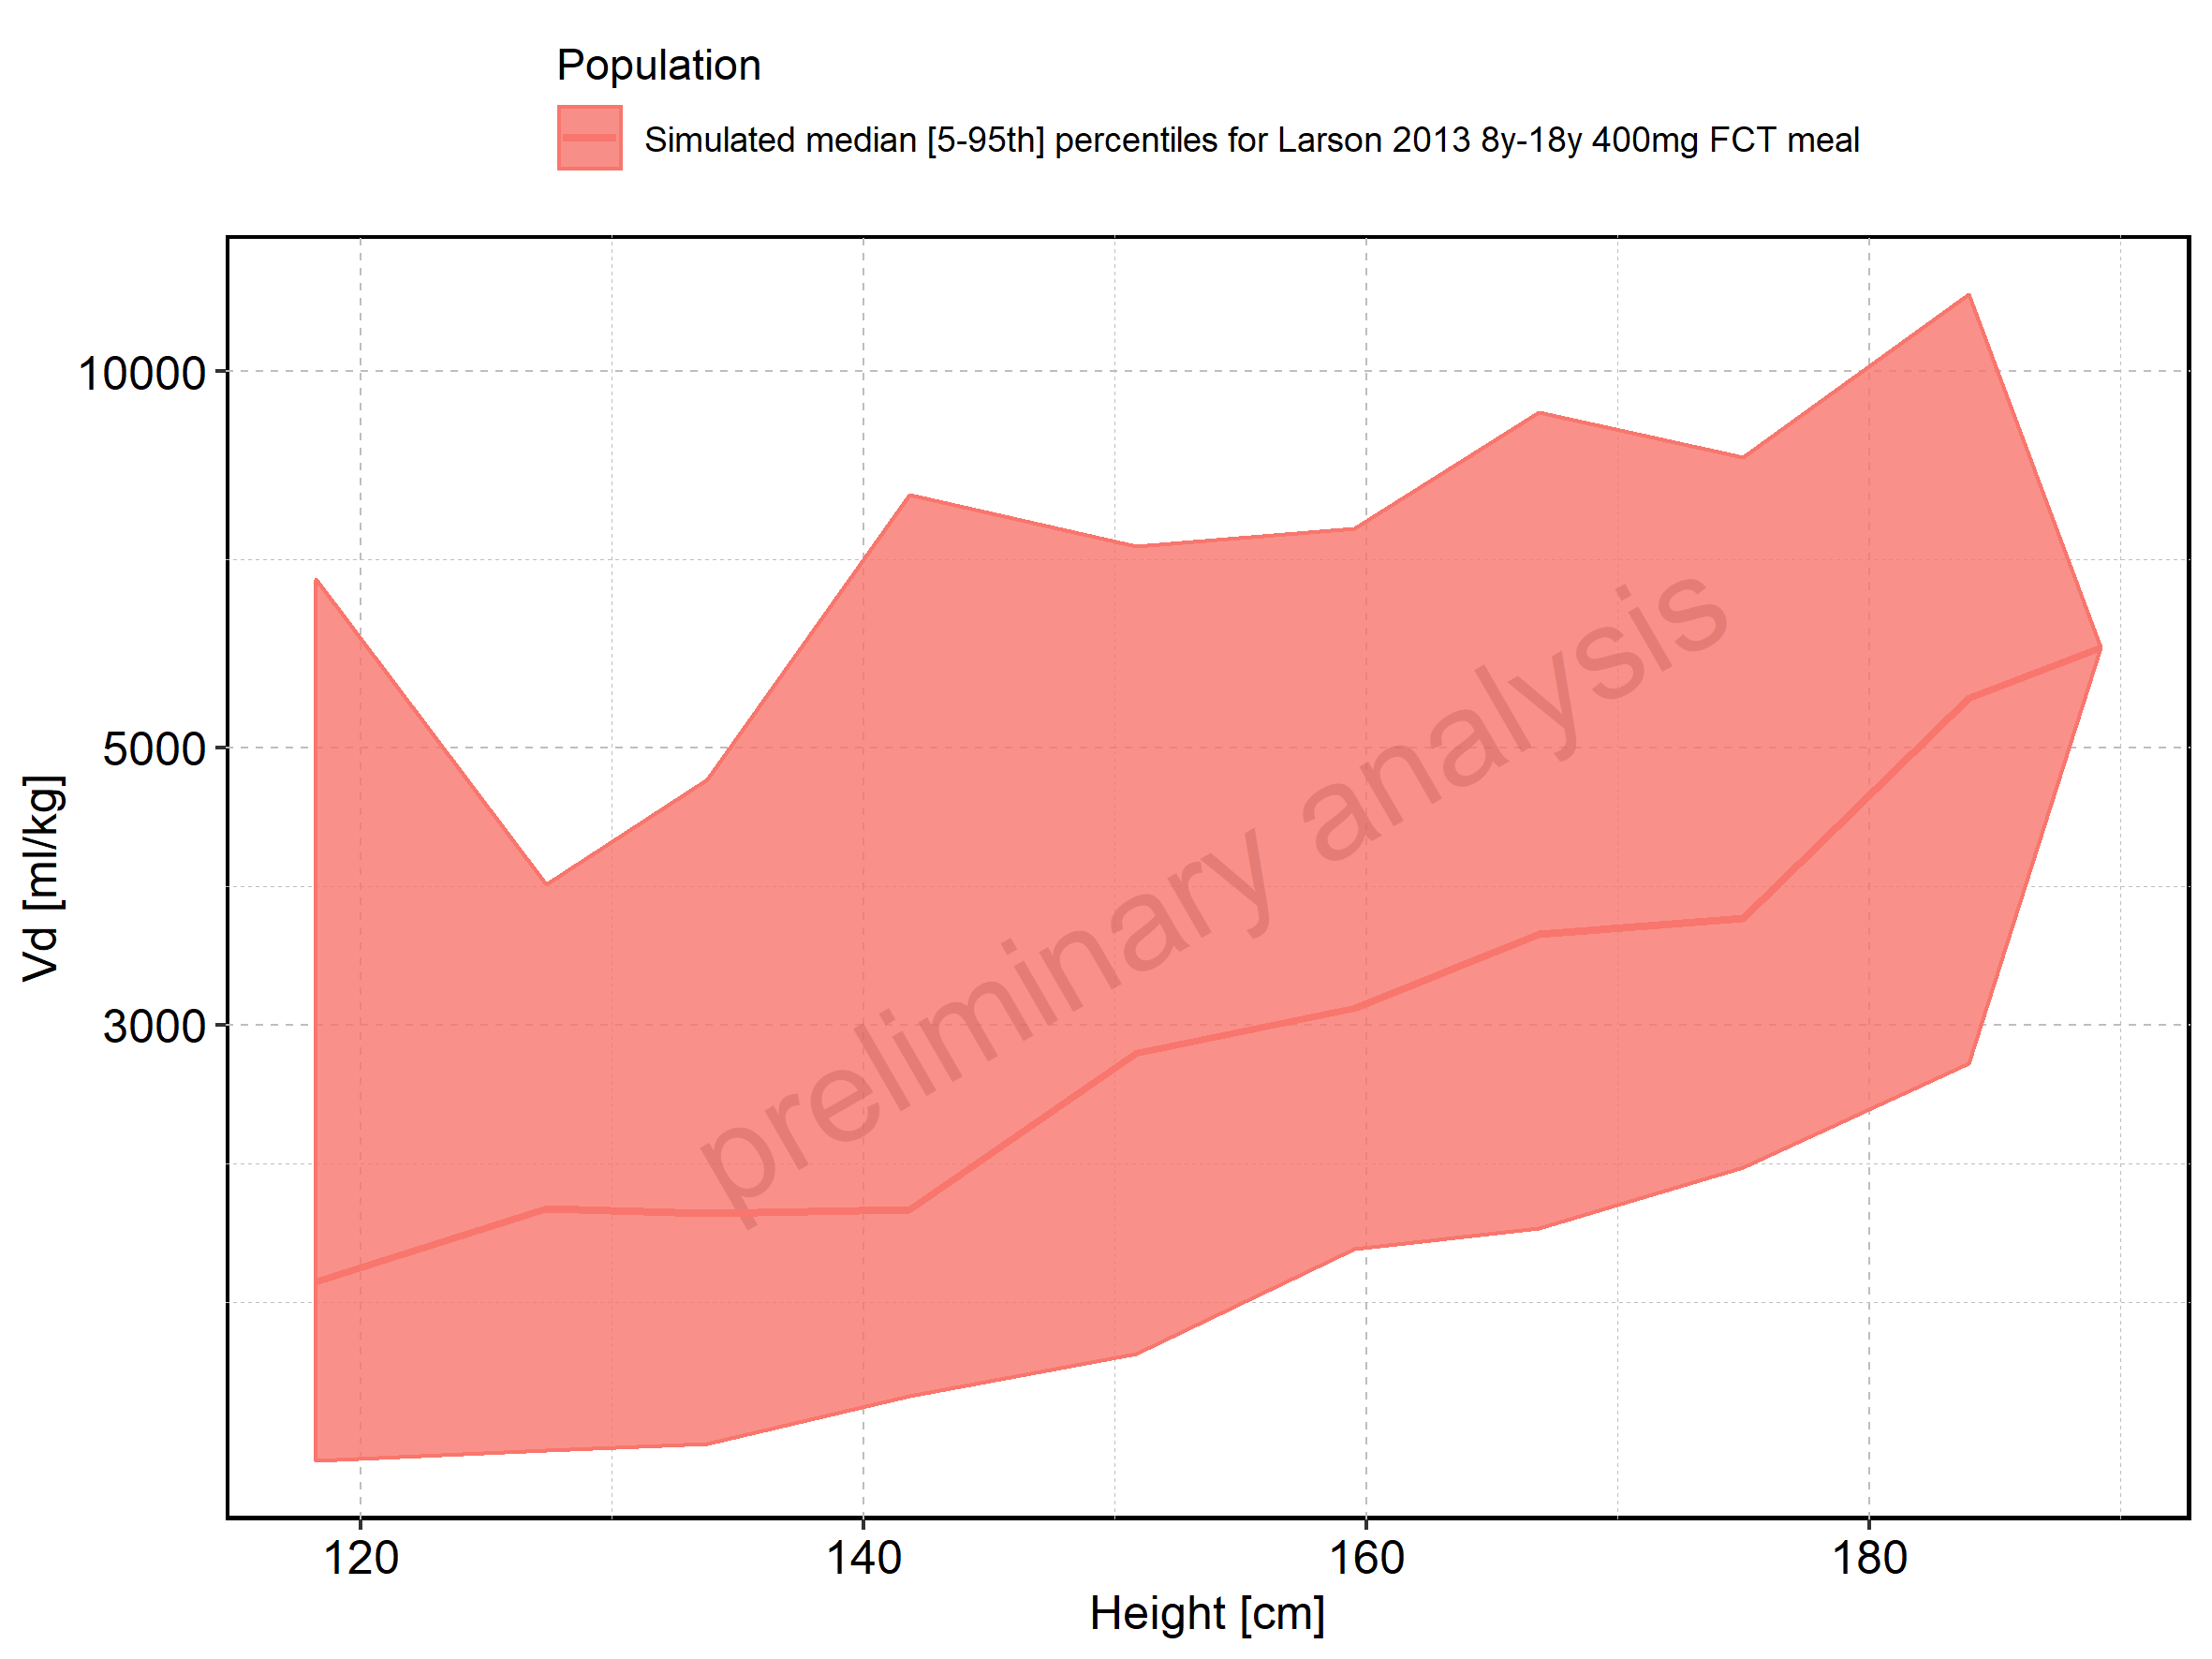 Population
Simulated median [5-95th] percentiles for Larson 2013 8y-18y 400mg FCT meal
10000
5000
3000
Vd [ml/kg]
preliminary analysis
120 140 160 180
Height [cm]